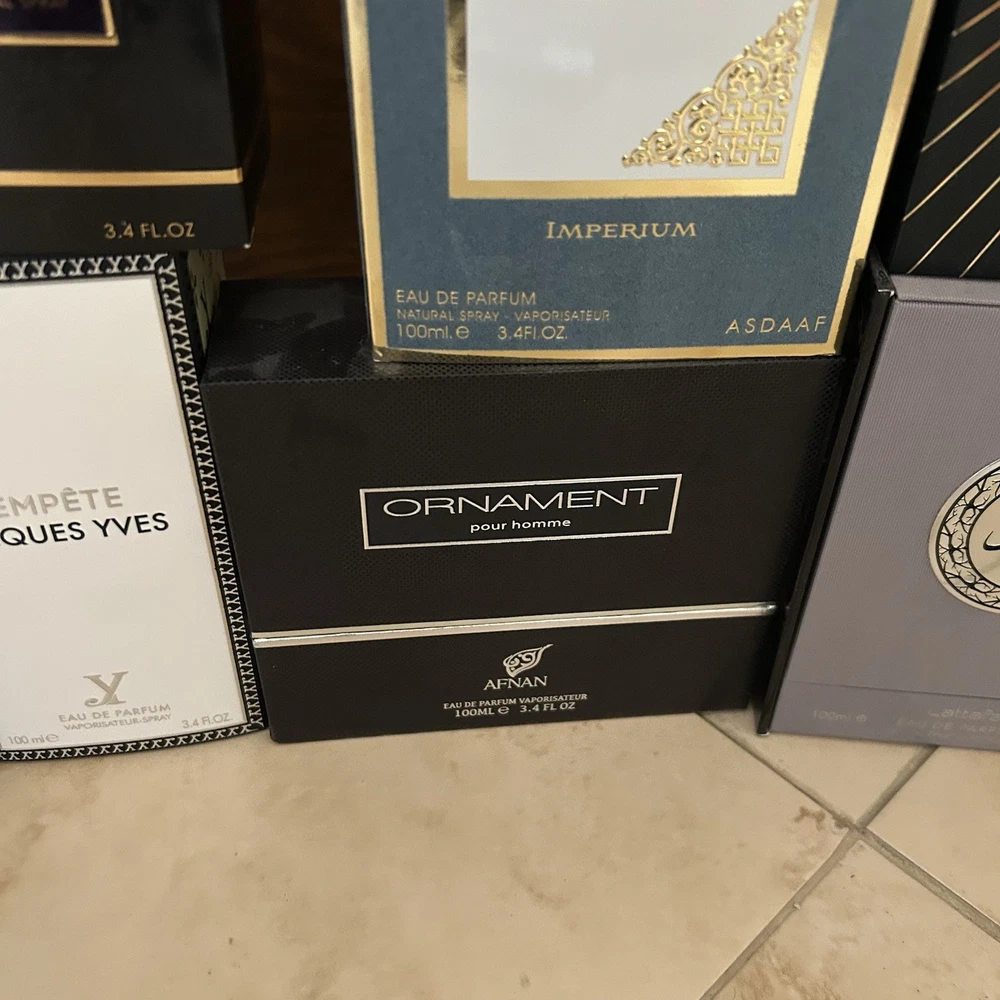 3.4 FL.OZ
IMPERIUM
EAU DE PARFUM
NATURAL SPRAY - VAPORISATEUR
100ml. e 3.4Fl.OZ.
ASDAAF
EMPÊTE
QUES YVES
JY
EAU DE PARFUM
VAPORISATEUR-SPRAY
100 ml e 3.4 Fl.OZ.
ORNAMENT
pour homme
AFNAN
EAU DE PARFUM VAPORISATEUR
100ML e 3.4 FL OZ
100ml e